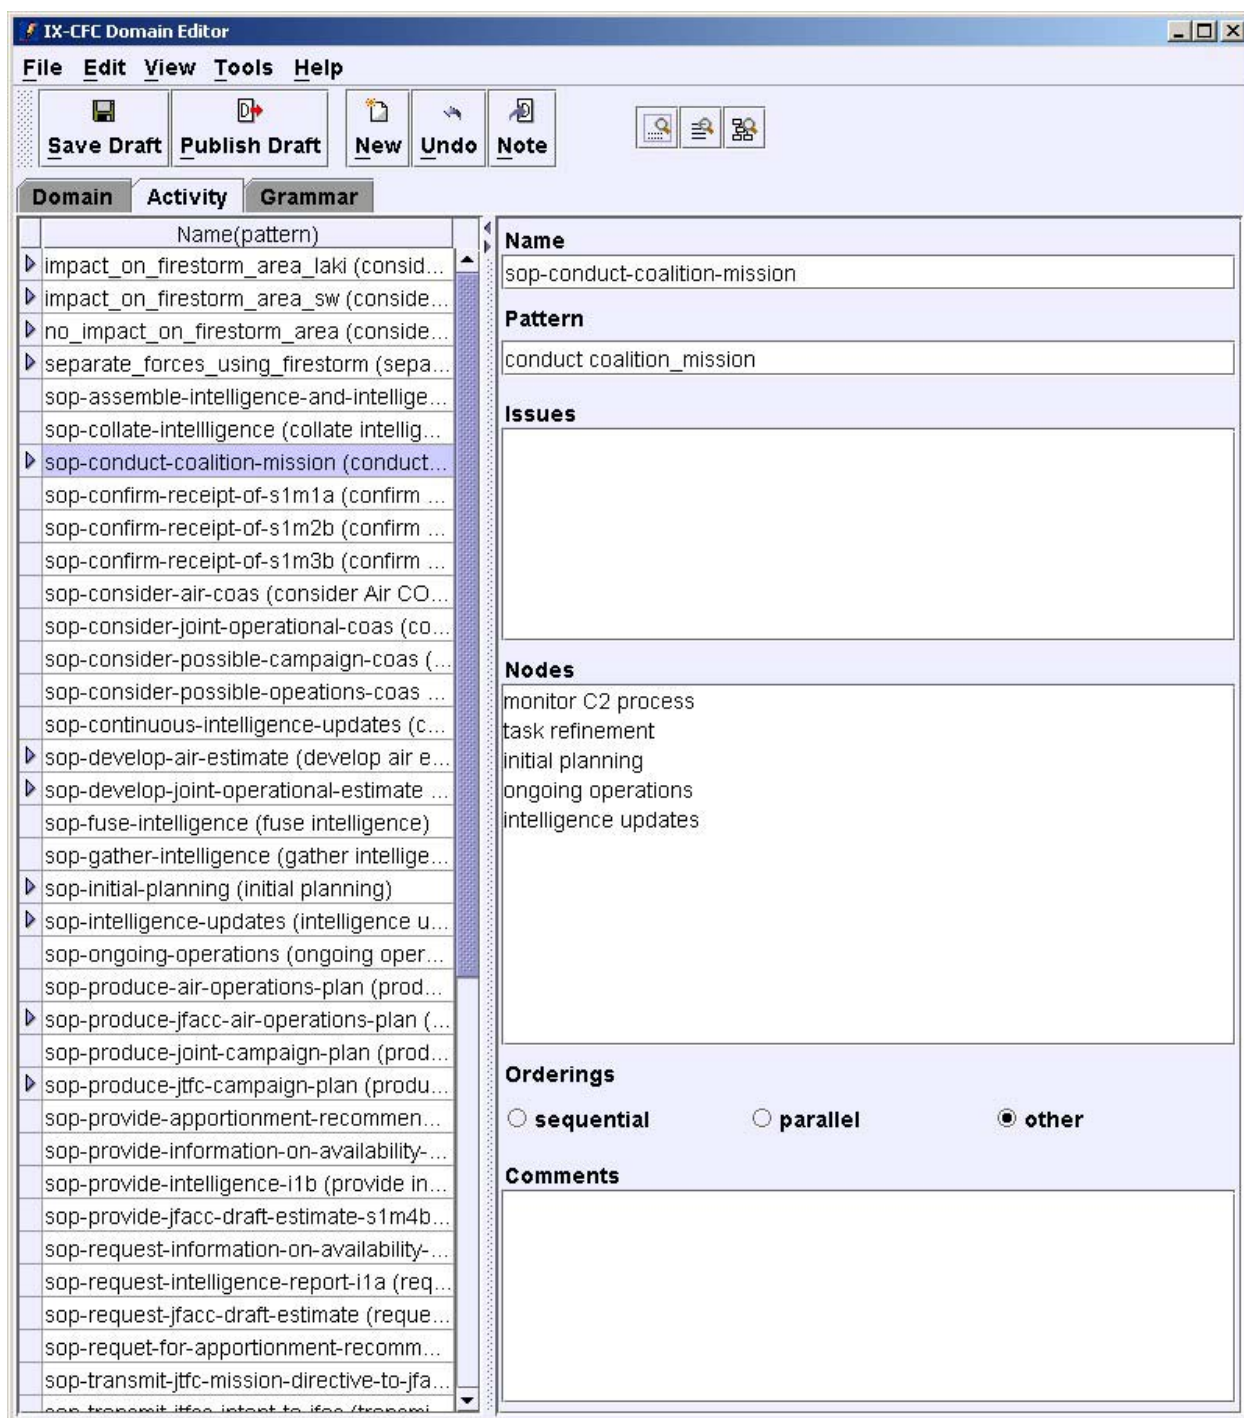 IX-CFC Domain Editor
File Edit View Tools Help
Save Draft Publish Draft New Undo Note
Domain Activity Grammar
Name(pattern)
impact_on_firestorm_area_laki (consid...
impact_on_firestorm_area_sw (conside...
no_impact_on_firestorm_area (conside...
separate_forces_using_firestorm (sepa...
sop-assemble-intelligence-and-intellige...
sop-collate-intellligence (collate intellig...
sop-conduct-coalition-mission (conduct...
sop-confirm-receipt-of-s1m1a (confirm ...
sop-confirm-receipt-of-s1m2b (confirm ...
sop-confirm-receipt-of-s1m3b (confirm ...
sop-consider-air-coas (consider Air CO...
sop-consider-joint-operational-coas (co...
sop-consider-possible-campaign-coas (...
sop-consider-possible-opeations-coas ...
sop-continuous-intelligence-updates (c...
sop-develop-air-estimate (develop air e...
sop-develop-joint-operational-estimate ...
sop-fuse-intelligence (fuse intelligence)
sop-gather-intelligence (gather intellige...
sop-initial-planning (initial planning)
sop-intelligence-updates (intelligence u...
sop-ongoing-operations (ongoing oper...
sop-produce-air-operations-plan (prod...
sop-produce-jfacc-air-operations-plan (...
sop-produce-joint-campaign-plan (prod...
sop-produce-jtfc-campaign-plan (produ...
sop-provide-apportionment-recommen...
sop-provide-information-on-availability-...
sop-provide-intelligence-i1b (provide in...
sop-provide-jfacc-draft-estimate-s1m4b...
sop-request-information-on-availability-...
sop-request-intelligence-report-i1a (req...
sop-request-jfacc-draft-estimate (reque...
sop-requet-for-apportionment-recomm...
sop-transmit-jtfc-mission-directive-to-jfa...
Name
sop-conduct-coalition-mission
Pattern
conduct coalition_mission
Issues
Nodes
monitor C2 process
task refinement
initial planning
ongoing operations
intelligence updates
Orderings
sequential parallel other
Comments